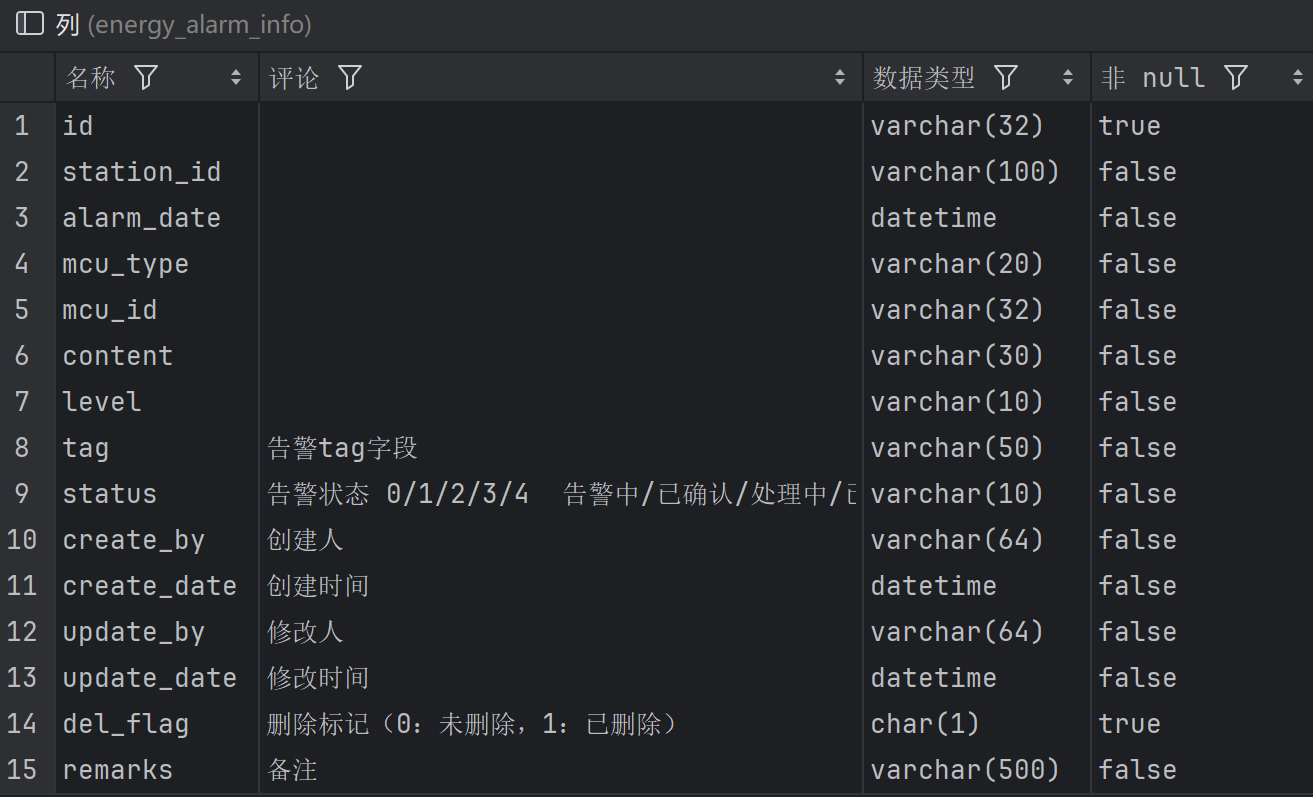 列 (energy_alarm_info)
名称 评论 数据类型 非 null
1 id varchar(32) true
2 station_id varchar(100) false
3 alarm_date datetime false
4 mcu_type varchar(20) false
5 mcu_id varchar(32) false
6 content varchar(30) false
7 level varchar(10) false
8 tag 告警tag字段 varchar(50) false
9 status 告警状态 0/1/2/3/4 告警中/已确认/处理中/ varchar(10) false
10 create_by 创建人 varchar(64) false
11 create_date 创建时间 datetime false
12 update_by 修改人 varchar(64) false
13 update_date 修改时间 datetime false
14 del_flag 删除标记（0：未删除，1：已删除） char(1) true
15 remarks 备注 varchar(500) false